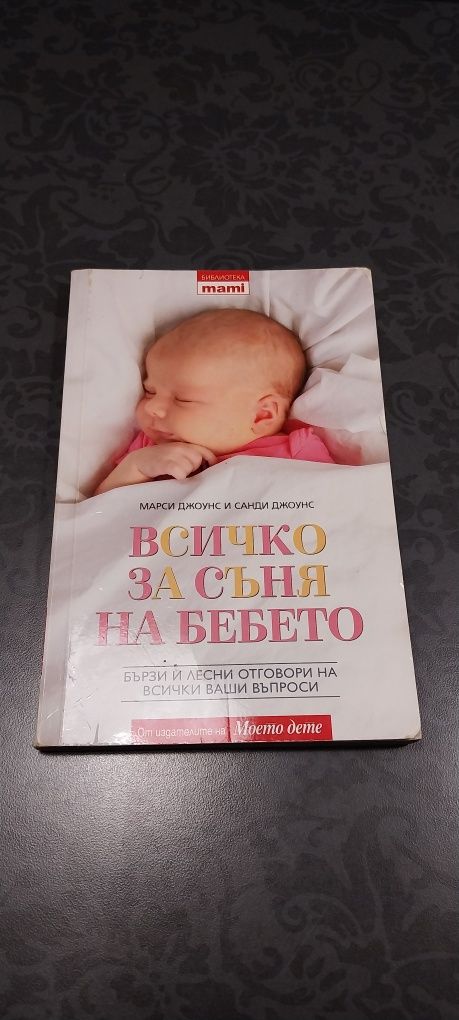 БИБЛИОТЕКА
mami
МАРСИ ДЖОУНС И САНДИ ДЖОУНС
ВСИЧКО
ЗА СЪНЯ
НА БЕБЕТО
БЪРЗИ И ЛЕСНИ ОТГОВОРИ НА
ВСИЧКИ ВАШИ ВЪПРОСИ
От издателите на Моето дете